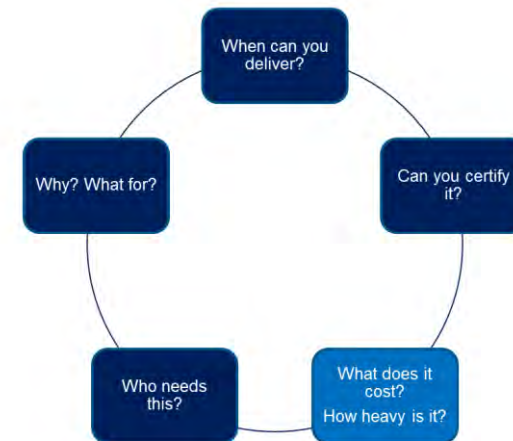 When can you
deliver?
Can you certify
it?
What does it
cost?
How heavy is it?
Who needs
this?
Why? What for?